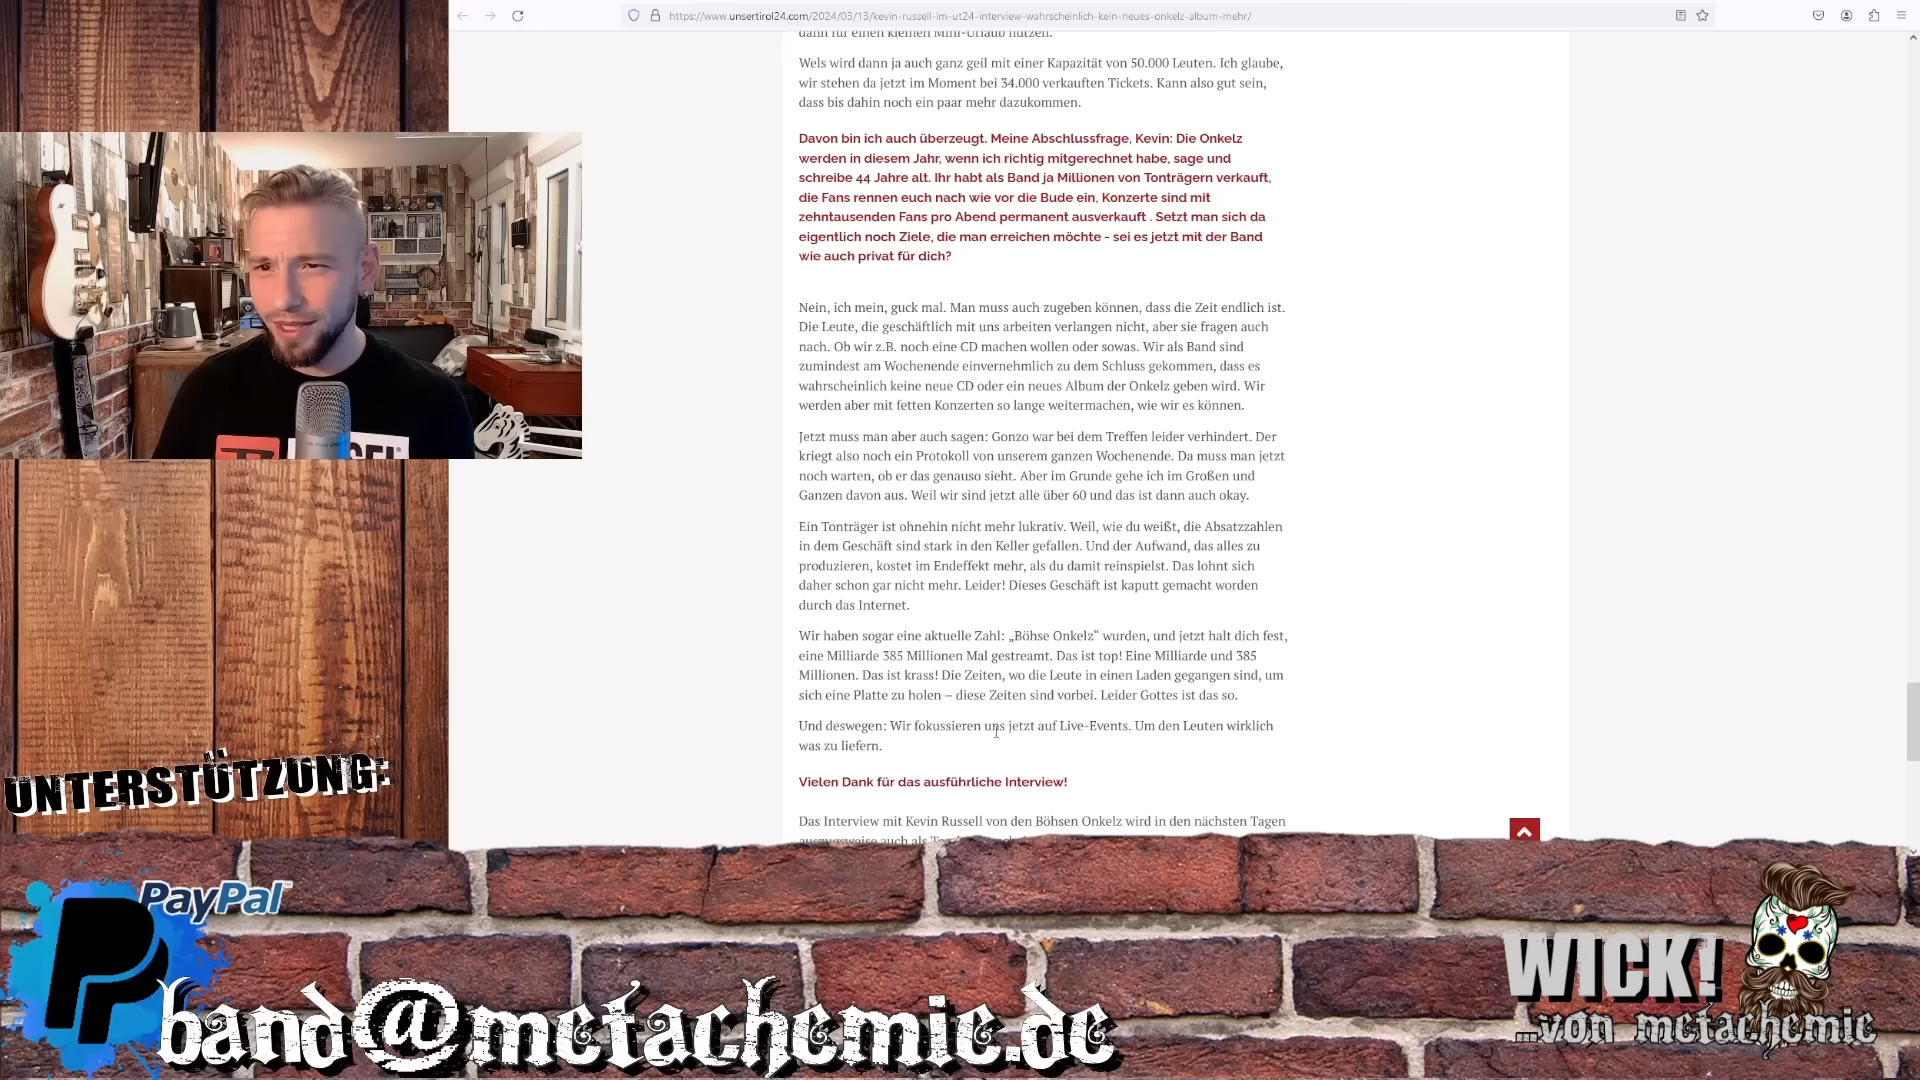 https://www.unsertirol24.com/2024/03/13/kevin-russell-im-ut24-interview-wahrscheinlich-kein-neues-onkelz-album-mehr/
dann für einen kleinen Mini-Urlaub nutzen.
Wels wird dann ja auch ganz geil mit einer Kapazität von 50.000 Leuten. Ich glaube,
wir stehen da jetzt im Moment bei 34.000 verkauften Tickets. Kann also gut sein,
dass bis dahin noch ein paar mehr dazukommen.
Davon bin ich auch überzeugt. Meine Abschlussfrage, Kevin: Die Onkelz
werden in diesem Jahr, wenn ich richtig mitgerechnet habe, sage und
schreibe 44 Jahre alt. Ihr habt als Band ja Millionen von Tonträgern verkauft,
die Fans rennen euch nach wie vor die Bude ein, Konzerte sind mit
zehntausenden Fans pro Abend permanent ausverkauft . Setzt man sich da
eigentlich noch Ziele, die man erreichen möchte - sei es jetzt mit der Band
wie auch privat für dich?
Nein, ich mein, guck mal. Man muss auch zugeben können, dass die Zeit endlich ist.
Die Leute, die geschäftlich mit uns arbeiten verlangen nicht, aber sie fragen auch
nach. Ob wir z.B. noch eine CD machen wollen oder sowas. Wir als Band sind
zumindest am Wochenende einvernehmlich zu dem Schluss gekommen, dass es
wahrscheinlich keine neue CD oder ein neues Album der Onkelz geben wird. Wir
werden aber mit fetten Konzerten so lange weitermachen, wie wir es können.
Jetzt muss man aber auch sagen: Gonzo war bei dem Treffen leider verhindert. Der
kriegt also noch ein Protokoll von unserem ganzen Wochenende. Da muss man jetzt
noch warten, ob er das genauso sieht. Aber im Grunde gehe ich im Großen und
Ganzen davon aus. Weil wir sind jetzt alle über 60 und das ist dann auch okay.
Ein Tonträger ist ohnehin nicht mehr lukrativ. Weil, wie du weißt, die Absatzzahlen
in dem Geschäft sind stark in den Keller gefallen. Und der Aufwand, das alles zu
produzieren, kostet im Endeffekt mehr, als du damit reinspielst. Das lohnt sich
daher schon gar nicht mehr. Leider! Dieses Geschäft ist kaputt gemacht worden
durch das Internet.
Wir haben sogar eine aktuelle Zahl: „Böhse Onkelz“ wurden, und jetzt halt dich fest,
eine Milliarde 385 Millionen Mal gestreamt. Das ist top! Eine Milliarde und 385
Millionen. Das ist krass! Die Zeiten, wo die Leute in einen Laden gegangen sind, um
sich eine Platte zu holen – diese Zeiten sind vorbei. Leider Gottes ist das so.
Und deswegen: Wir fokussieren uns jetzt auf Live-Events. Um den Leuten wirklich
was zu liefern.
Vielen Dank für das ausführliche Interview!
Das Interview mit Kevin Russell von den Böhsen Onkelz wird in den nächsten Tagen
auszugsweise auch als
UNTERSTÜTZUNG:
PayPal™
band@metachemie.de
WICK!
...von metachemie